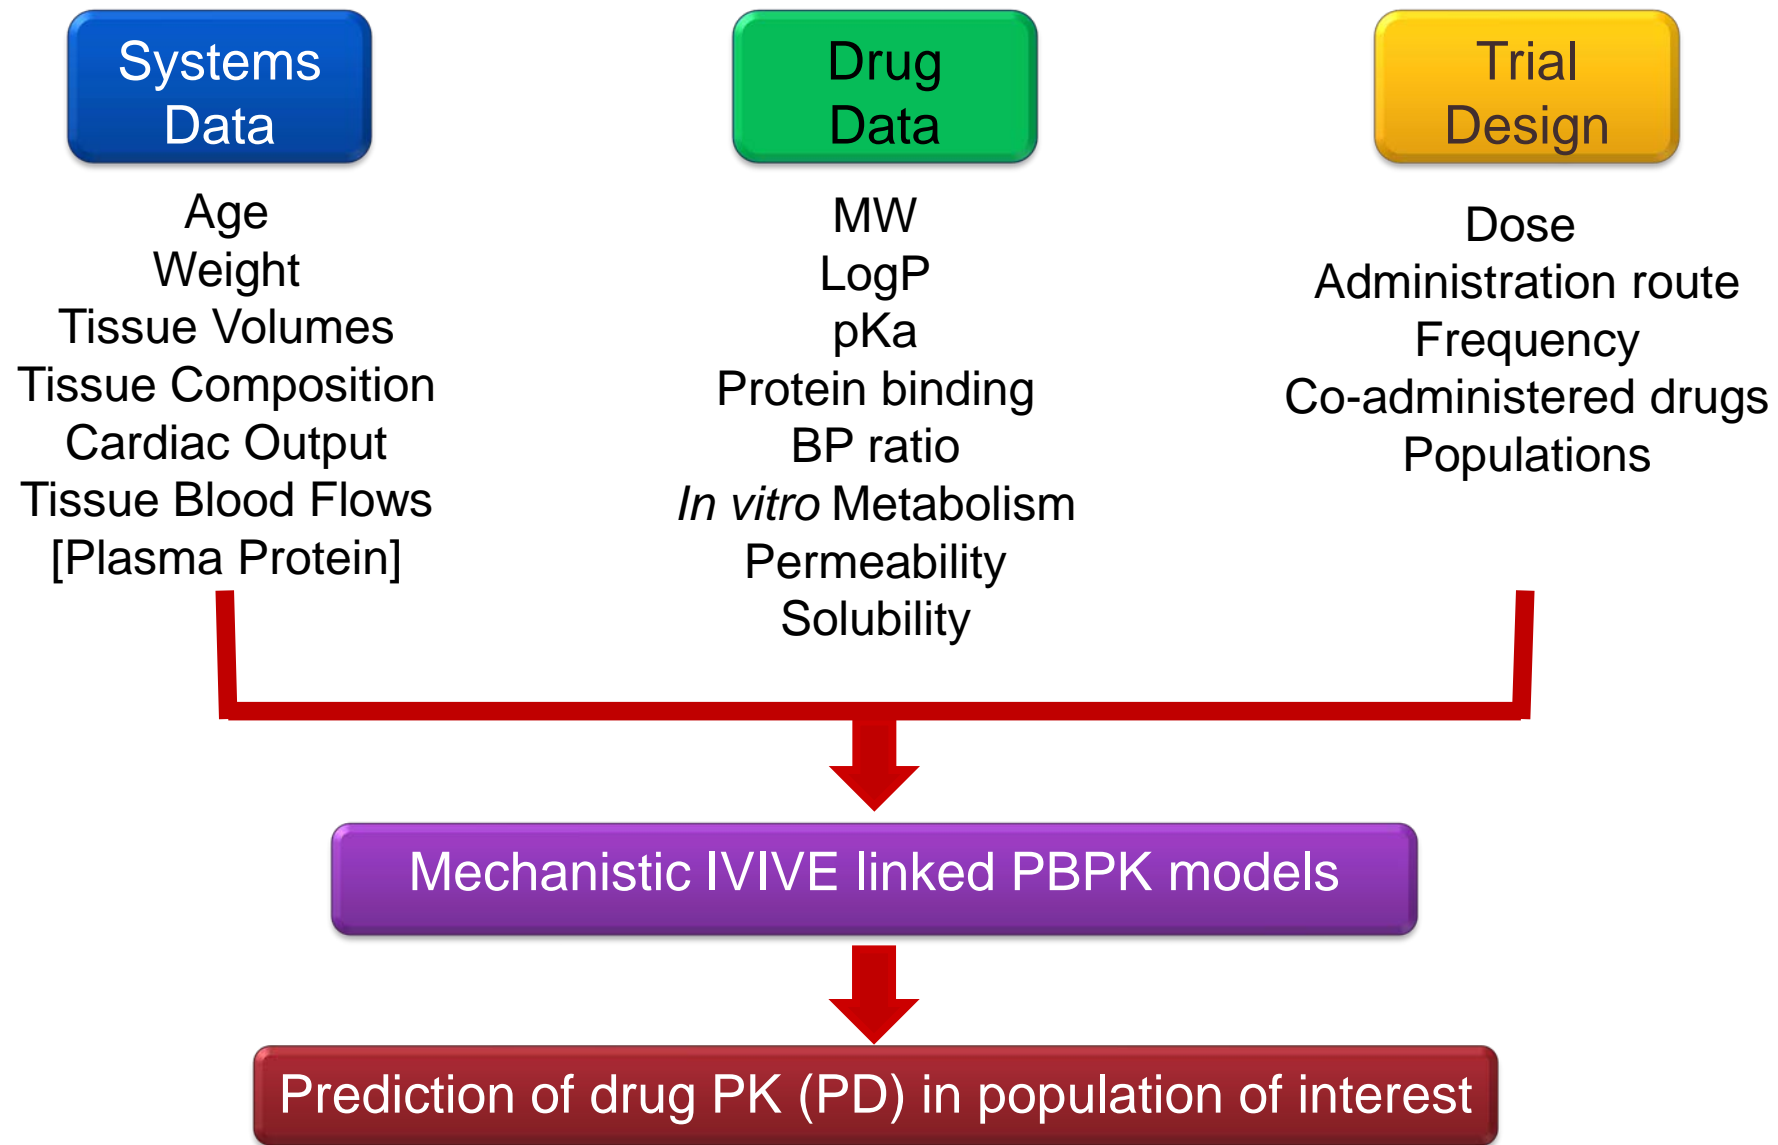 Systems
Data
Age
Weight
Tissue Volumes
Tissue Composition
Cardiac Output
Tissue Blood Flows
[Plasma Protein]
Drug
Data
MW
LogP
pKa
Protein binding
BP ratio
In vitro Metabolism
Permeability
Solubility
Trial
Design
Dose
Administration route
Frequency
Co-administered drugs
Populations
Mechanistic IVIVE linked PBPK models
Prediction of drug PK (PD) in population of interest